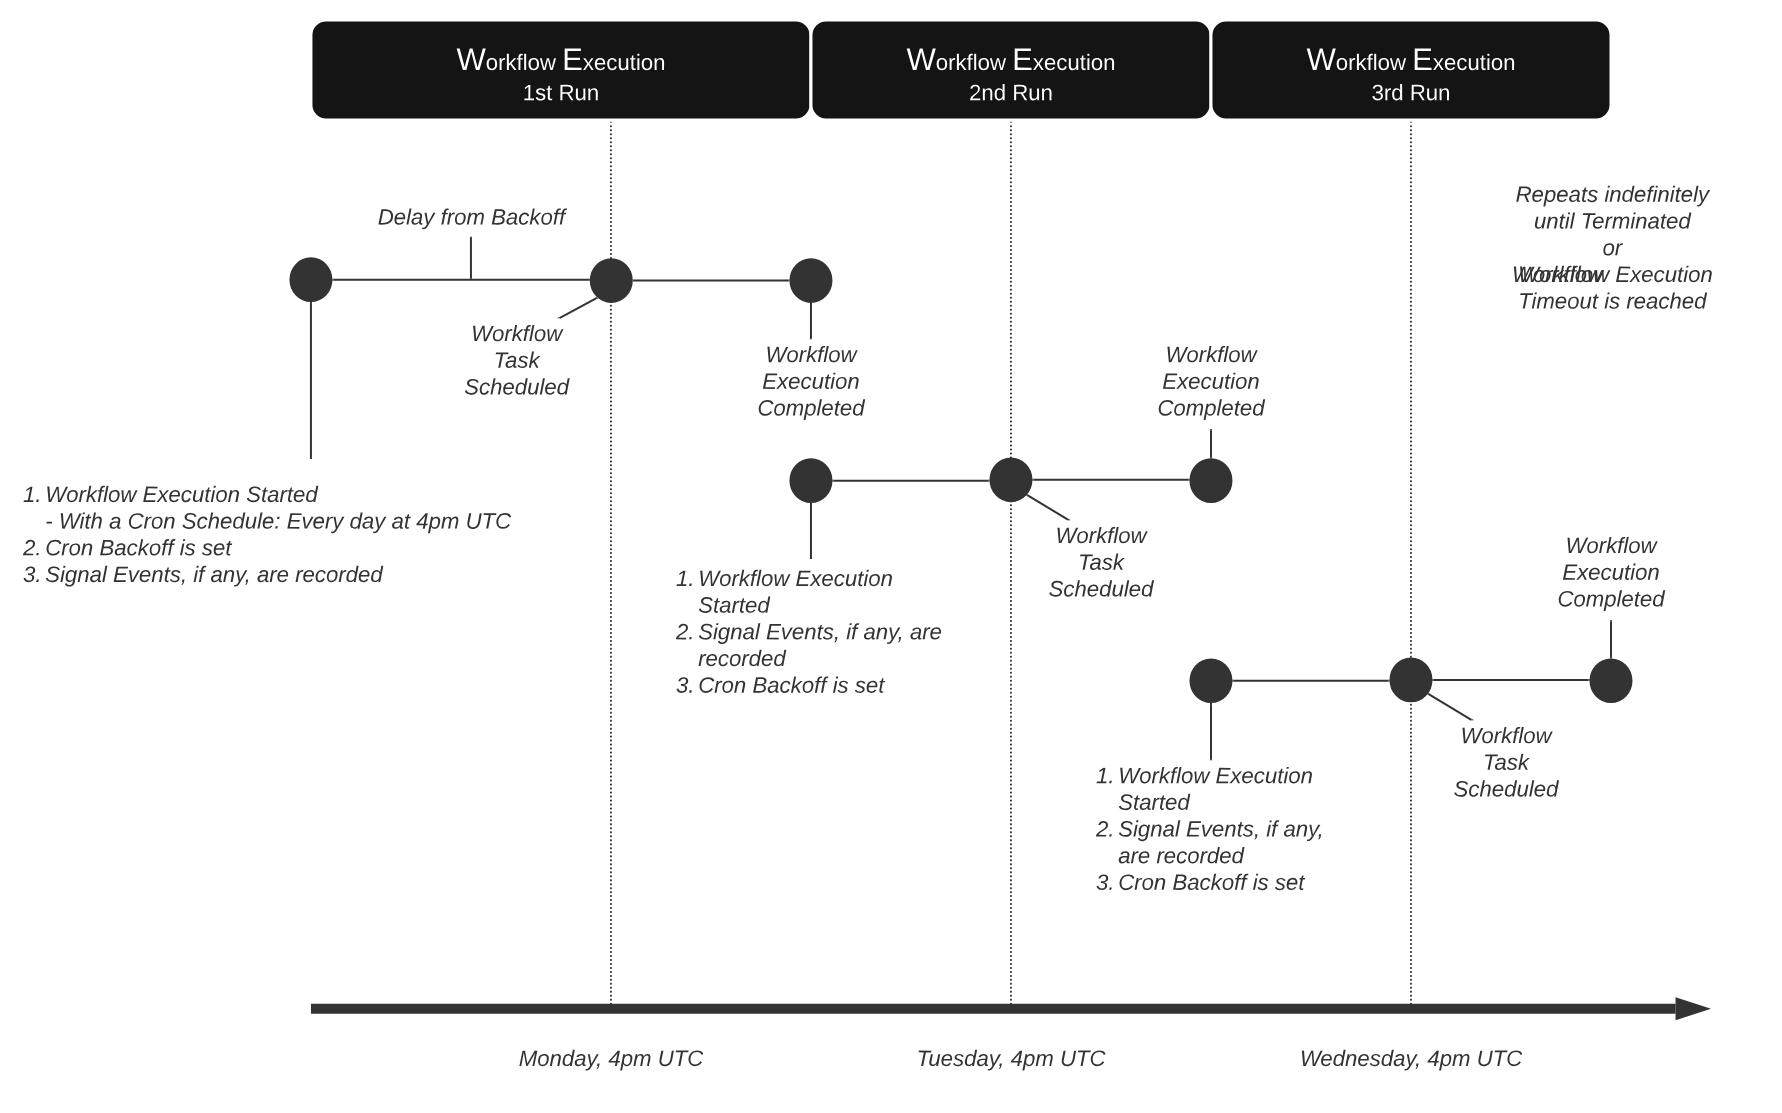 Workflow Execution
1st Run
Workflow Execution
2nd Run
Workflow Execution
3rd Run
Repeats indefinitely
until Terminated
or
Workflow Execution
Timeout is reached
Delay from Backoff
Workflow
Task
Scheduled
Workflow
Execution
Completed
Workflow
Execution
Completed
1. Workflow Execution Started
- With a Cron Schedule: Every day at 4pm UTC
2. Cron Backoff is set
3. Signal Events, if any, are recorded
Workflow
Task
Scheduled
1. Workflow Execution
Started
2. Signal Events, if any, are
recorded
3. Cron Backoff is set
Workflow
Execution
Completed
Workflow
Task
Scheduled
1. Workflow Execution
Started
2. Signal Events, if any,
are recorded
3. Cron Backoff is set
Monday, 4pm UTC
Tuesday, 4pm UTC
Wednesday, 4pm UTC